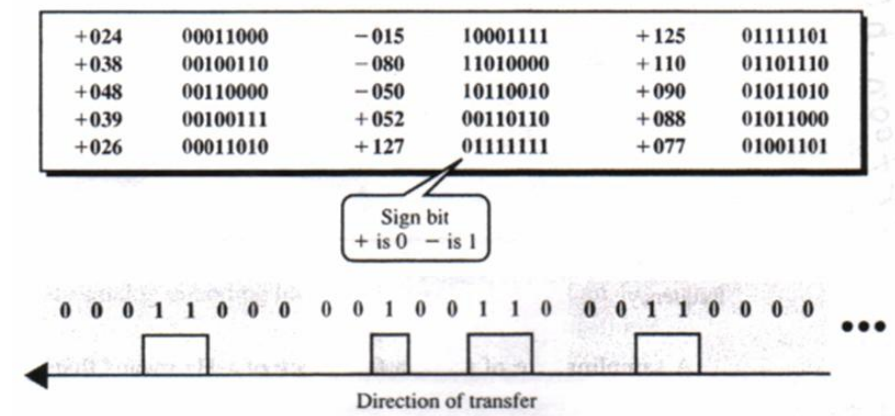 +024 00011000 −015 10001111 +125 01111101
+038 00100110 −080 11010000 +110 01101110
+048 00110000 −050 10110010 +090 01011010
+039 00100111 +052 00110110 +088 01011000
+026 00011010 +127 01111111 +077 01001101
Sign bit
+ is 0 − is 1
0 0 0 1 1 0 0 0 0 0 1 0 0 1 1 0 0 0 1 1 0 0 0 0 •••
Direction of transfer